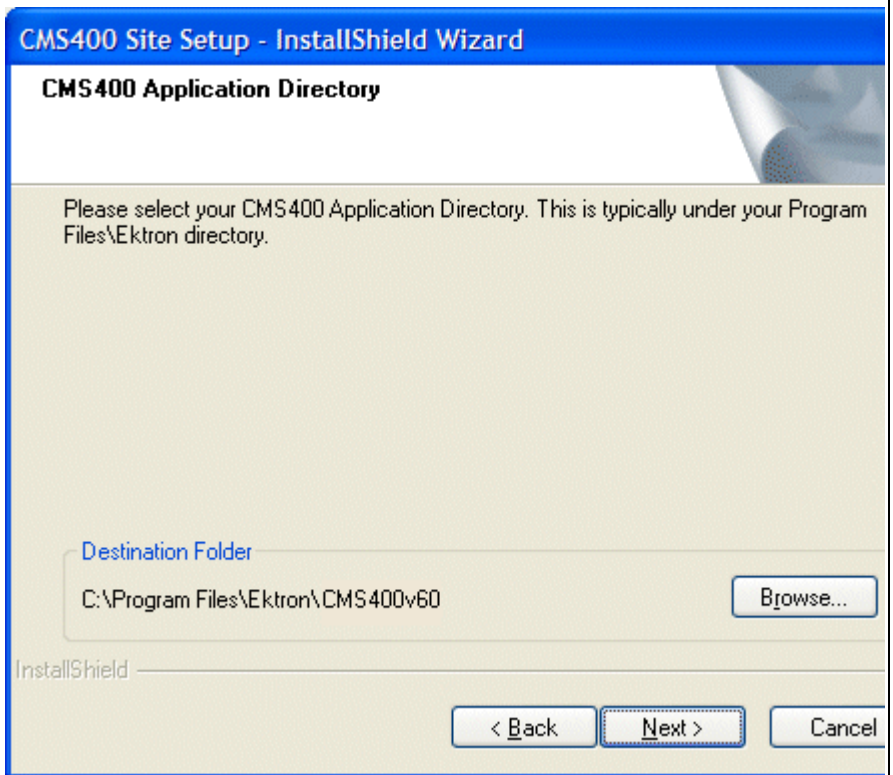 CMS400 Site Setup - InstallShield Wizard
CMS400 Application Directory
Please select your CMS400 Application Directory. This is typically under your Program
Files\Ektron directory.
Destination Folder
C:\Program Files\Ektron\CMS400v60
Browse...
InstallShield
< Back
Next >
Cancel